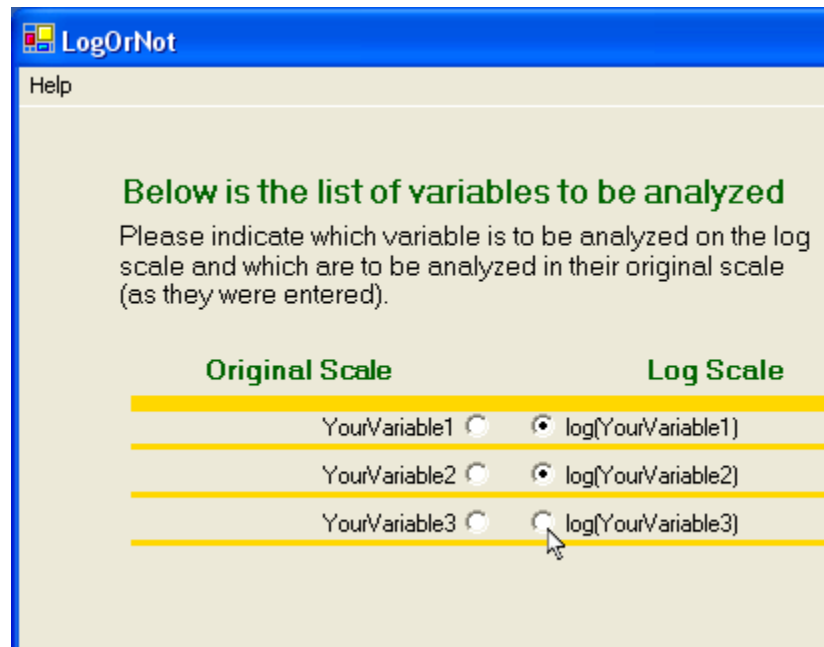 LogOrNot
Help
Below is the list of variables to be analyzed
Please indicate which variable is to be analyzed on the log
scale and which are to be analyzed in their original scale
(as they were entered).
Original Scale Log Scale
YourVariable1 log(YourVariable1)
YourVariable2 log(YourVariable2)
YourVariable3 log(YourVariable3)